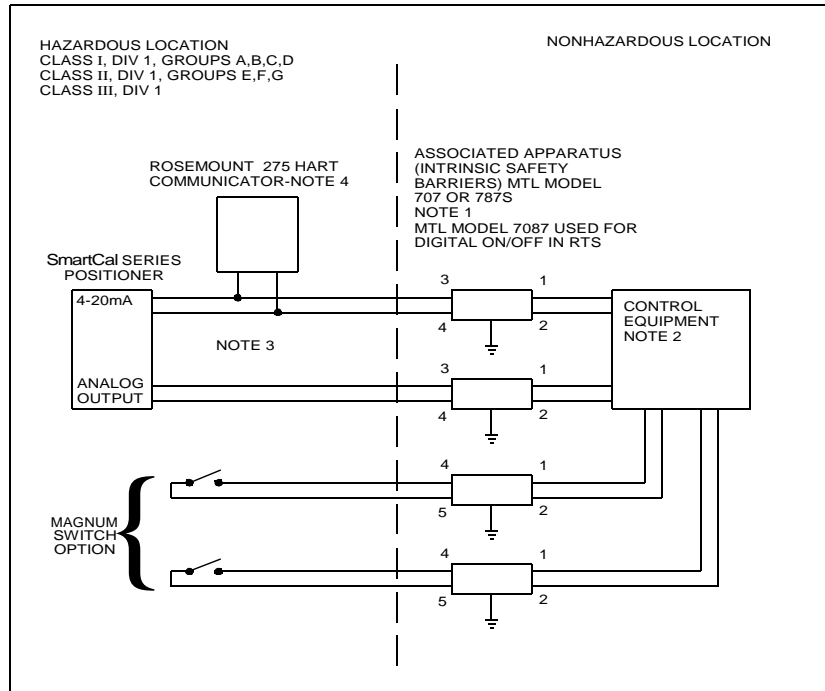 HAZARDOUS LOCATION
CLASS I, DIV 1, GROUPS A,B,C,D
CLASS II, DIV 1, GROUPS E,F,G
CLASS III, DIV 1
NONHAZARDOUS LOCATION
ROSEMOUNT 275 HART
COMMUNICATOR-NOTE 4
ASSOCIATED APPARATUS
(INTRINSIC SAFETY
BARRIERS) MTL MODEL
707 OR 787S
NOTE 1
MTL MODEL 7087 USED FOR
DIGITAL ON/OFF IN RTS
SmartCal SERIES
POSITIONER
4-20mA
3
1
4
2
CONTROL
EQUIPMENT
NOTE 2
NOTE 3
ANALOG
OUTPUT
3
1
4
2
4
1
5
2
MAGNUM
SWITCH
OPTION
4
1
5
2